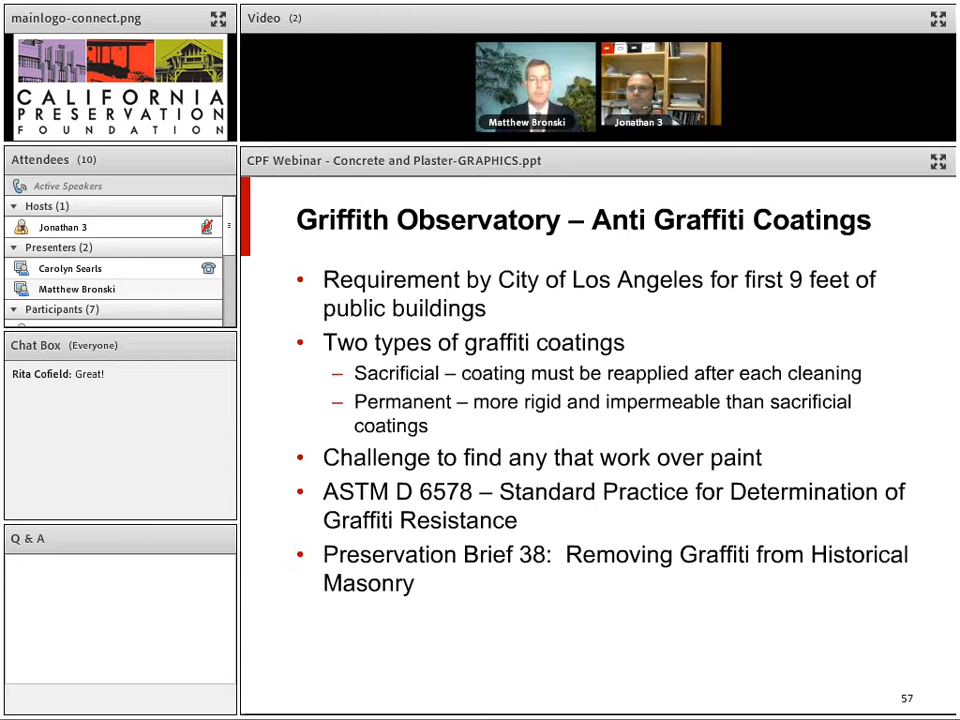 mainlogo-connect.png
CALIFORNIA
PRESERVATION
FOUNDATION
Video (2)
Matthew Bronski
Jonathan 3
Attendees (10)
Active Speakers
Hosts (1)
Jonathan 3
Presenters (2)
Carolyn Searls
Matthew Bronski
Participants (7)
Chat Box (Everyone)
Rita Cofield: Great!
Q & A
CPF Webinar - Concrete and Plaster-GRAPHICS.ppt
Griffith Observatory – Anti Graffiti Coatings
• Requirement by City of Los Angeles for first 9 feet of
public buildings
• Two types of graffiti coatings
– Sacrificial – coating must be reapplied after each cleaning
– Permanent – more rigid and impermeable than sacrificial
coatings
• Challenge to find any that work over paint
• ASTM D 6578 – Standard Practice for Determination of
Graffiti Resistance
• Preservation Brief 38: Removing Graffiti from Historical
Masonry
57